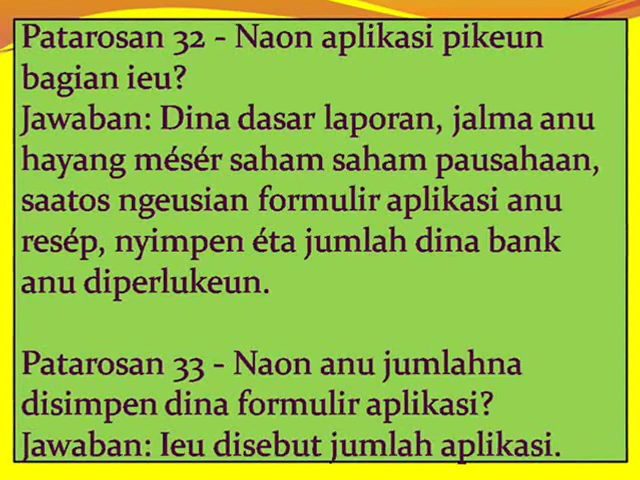 Patarosan 32 - Naon aplikasi pikeun
bagian ieu?
Jawaban: Dina dasar laporan, jalma anu
hayang mésér saham saham pausahaan,
saatos ngeusian formulir aplikasi anu
resép, nyimpen éta jumlah dina bank
anu diperlukeun.
Patarosan 33 - Naon anu jumlahna
disimpen dina formulir aplikasi?
Jawaban: Ieu disebut jumlah aplikasi.